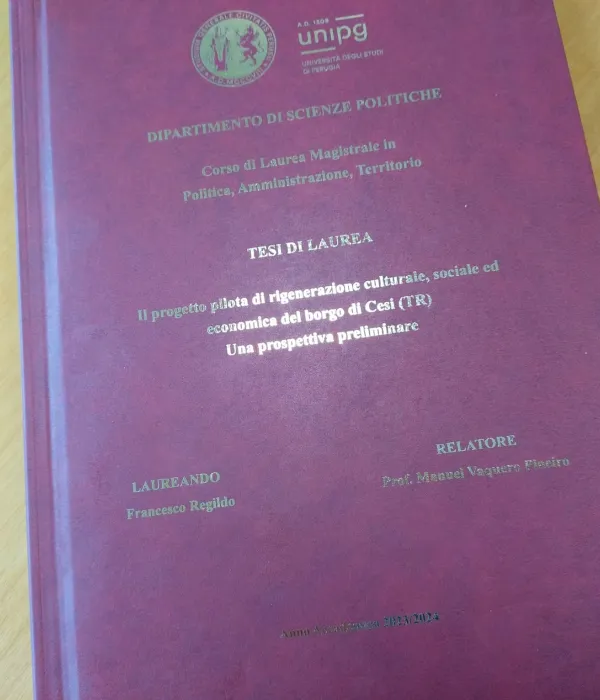 A.D. 1308
unipg
UNIVERSITÀ DEGLI STUDI
DI PERUGIA
DIPARTIMENTO DI SCIENZE POLITICHE
Corso di Laurea Magistrale in
Politica, Amministrazione, Territorio
TESI DI LAUREA
Il progetto pilota di rigenerazione culturale, sociale ed
economica del borgo di Cesi (TR)
Una prospettiva preliminare
RELATORE
Prof. Manuel Vaquero Piñeiro
LAUREANDO
Francesco Regildo
Anno Accademico 2023/2024